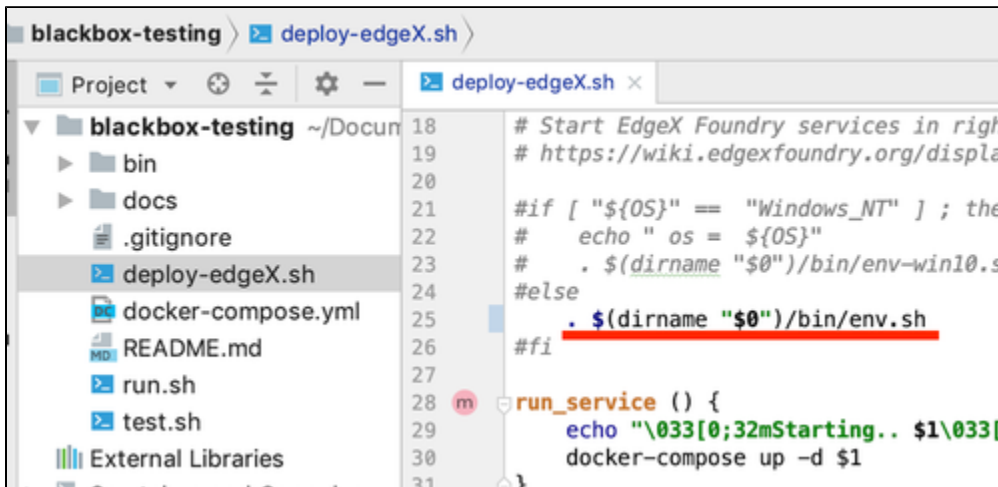 blackbox-testing deploy-edgeX.sh
Project
deploy-edgeX.sh
blackbox-testing ~/Docum
bin
docs
.gitignore
deploy-edgeX.sh
docker-compose.yml
README.md
run.sh
test.sh
External Libraries
18 # Start EdgeX Foundry services in righ
19 # https://wiki.edgexfoundry.org/displa
20
21 #if [ "${OS}" == "Windows_NT" ] ; the
22 # echo " os = ${OS}"
23 # . $(dirname "$0")/bin/env-win10.s
24 #else
25 . $(dirname "$0")/bin/env.sh
26 #fi
27
28 m run_service () {
29 echo "\033[0;32mStarting.. $1\033[
30 docker-compose up -d $1
31 }